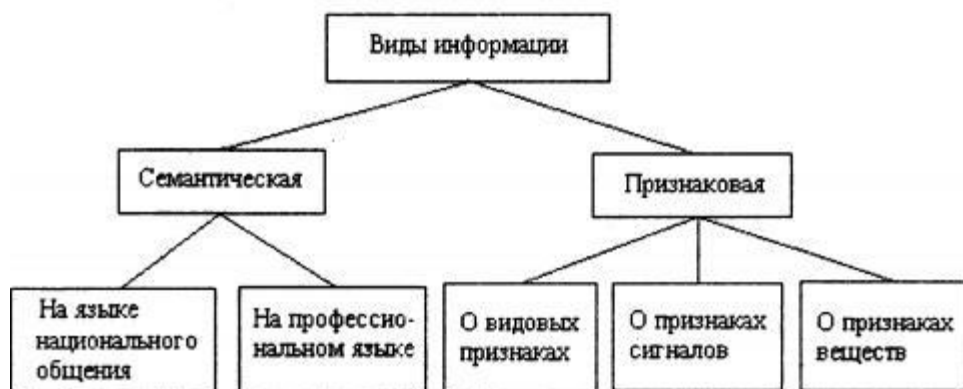 Виды информации
Семантическая
Признаковая
На языке
национального
общения
На профессио-
нальном языке
О видовых
признаках
О признаках
сигналов
О признаках
веществ